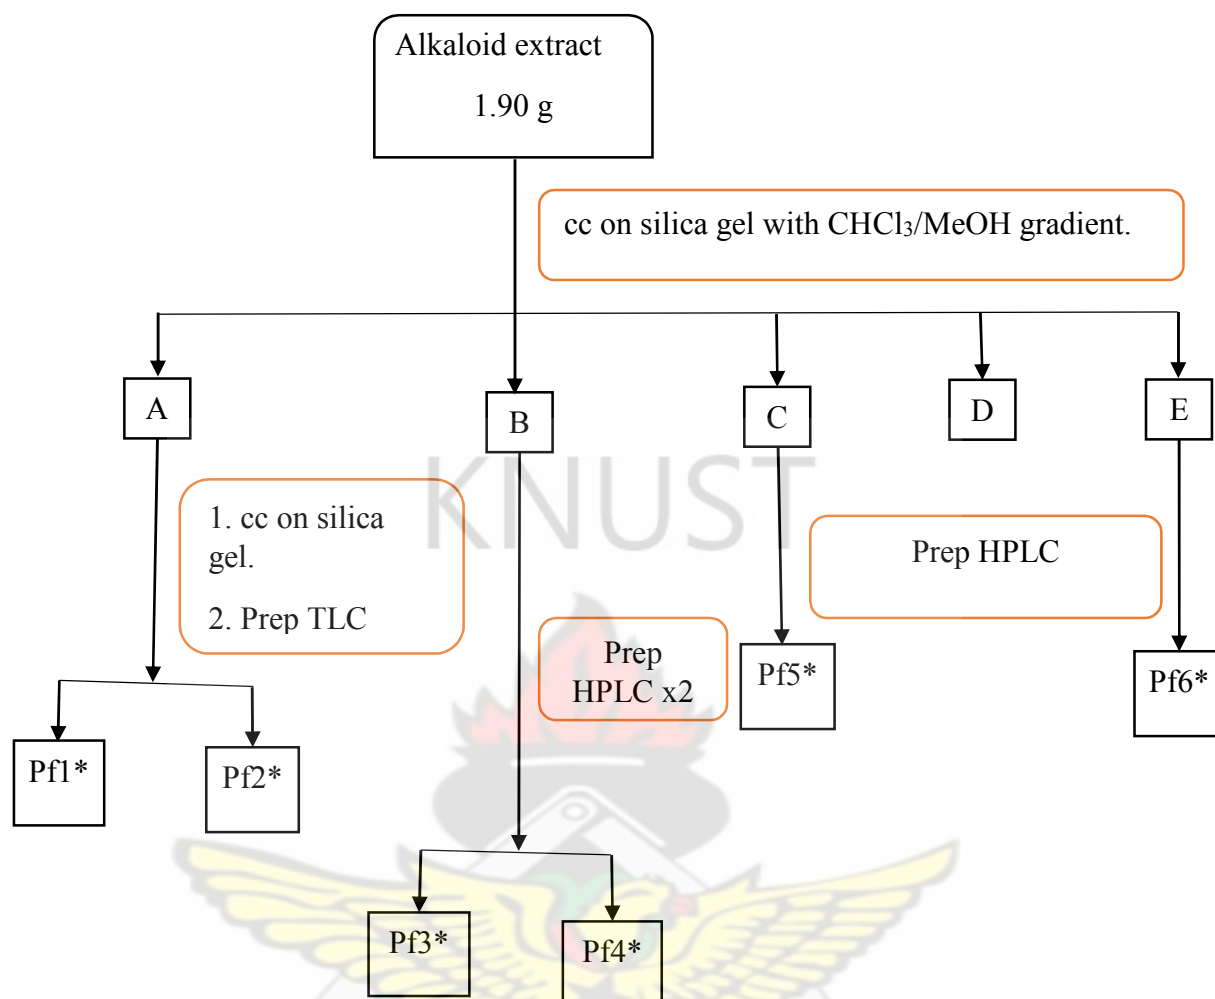 Alkaloid extract
1.90 g
cc on silica gel with CHCl₃/MeOH gradient.
A
B
C
D
E
KNUST
1. cc on silica
gel.
2. Prep TLC
Prep HPLC
Prep
HPLC x2
Pf5*
Pf6*
Pf1*
Pf2*
Pf3*
Pf4*